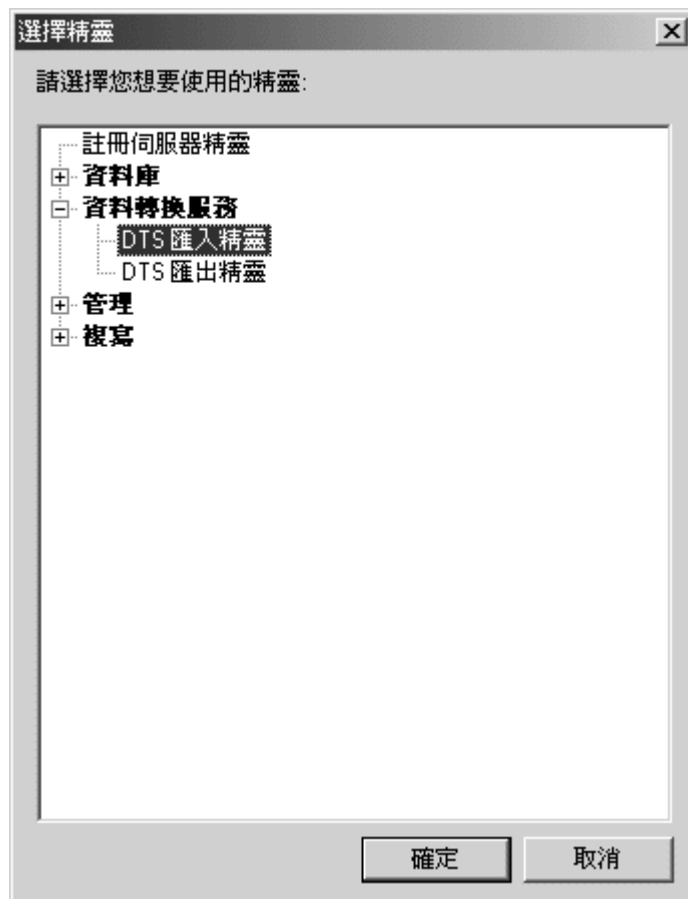 選擇精靈
請選擇您想要使用的精靈:
註冊伺服器精靈
資料庫
資料轉換服務
DTS 匯入精靈
DTS 匯出精靈
管理
複寫
確定
取消